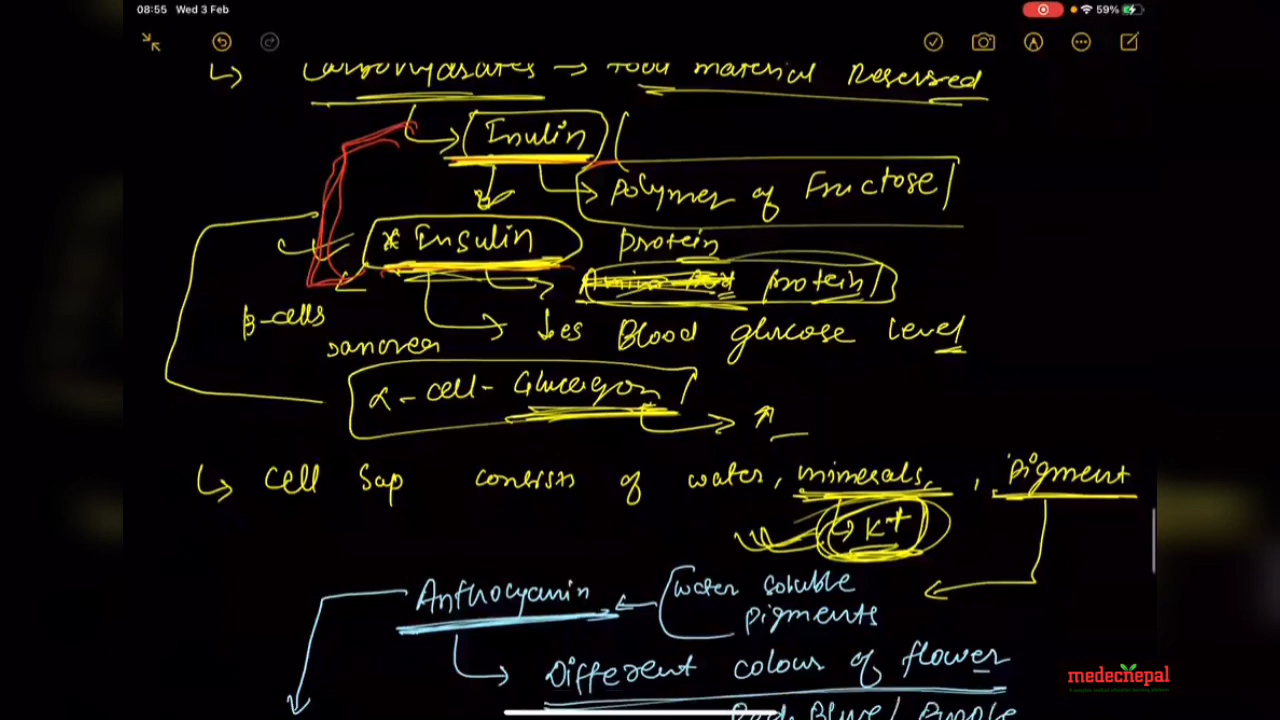 08:55 Wed 3 Feb
59%
↳ Carbohydrates → Food material Reserved
Inulin
→ Polymer of Fructose
* Insulin Protein
Amino Acid Protein
β-cells
↓es Blood glucose level
α-cell- Glucagon
→ ↑
↳ Cell Sap consists of water, minerals, , pigment
→ K+
Anthocyanin ← water soluble
pigments
→ Different colour of flower
medecnepal